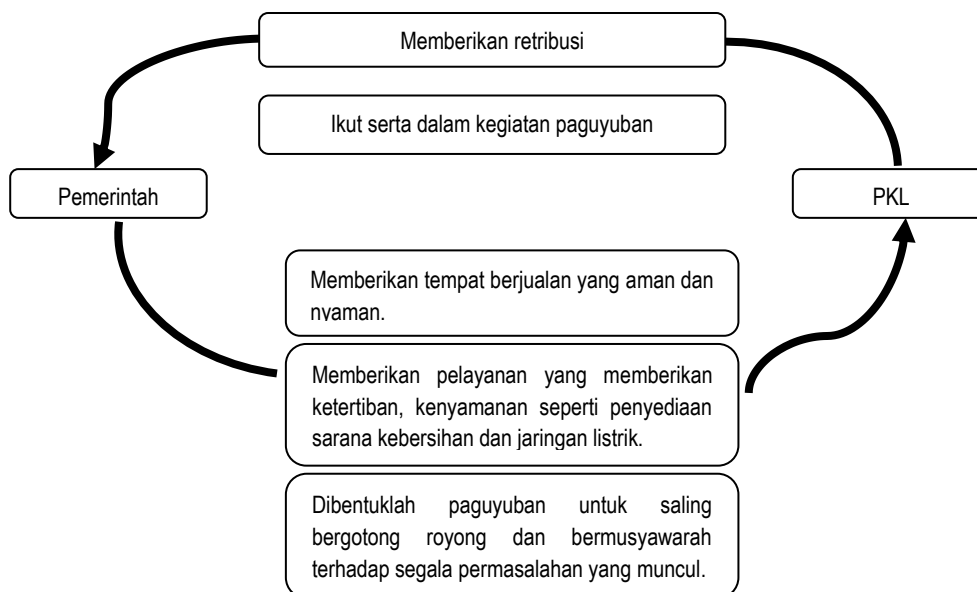 Memberikan retribusi
Ikut serta dalam kegiatan paguyuban
Pemerintah
PKL
Memberikan tempat berjualan yang aman dan
nyaman.
Memberikan pelayanan yang memberikan
ketertiban, kenyamanan seperti penyediaan
sarana kebersihan dan jaringan listrik.
Dibentuklah paguyuban untuk saling
bergotong royong dan bermusyawarah
terhadap segala permasalahan yang muncul.